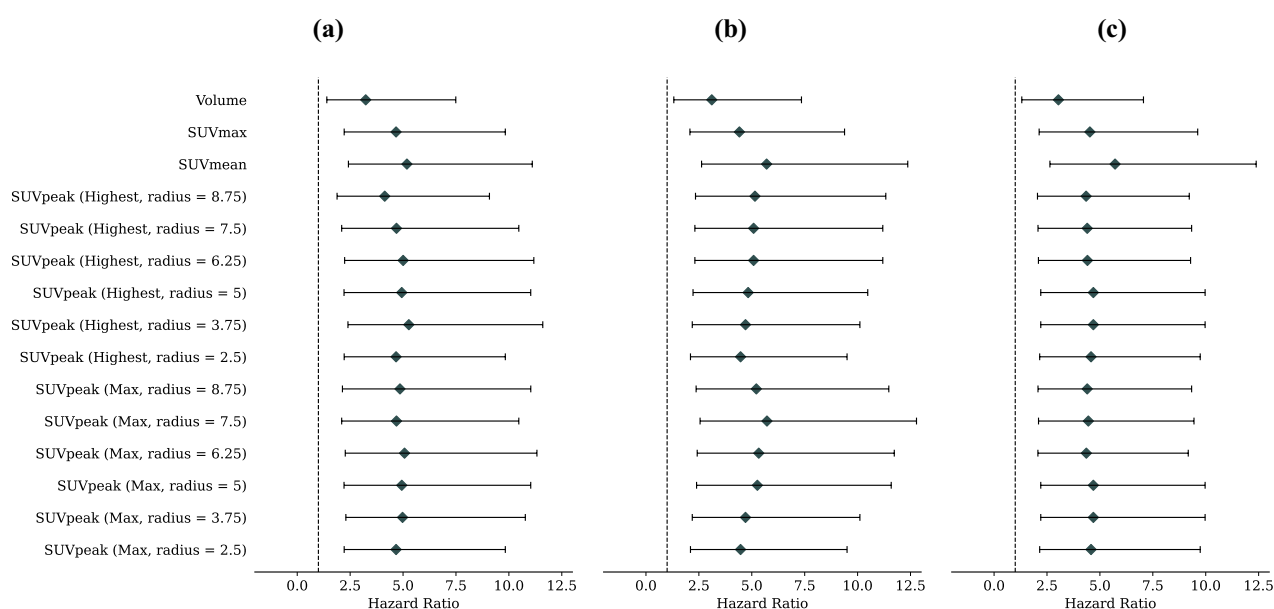 (a) (b) (c)
Volume
SUVmax
SUVmean
SUVpeak (Highest, radius = 8.75)
SUVpeak (Highest, radius = 7.5)
SUVpeak (Highest, radius = 6.25)
SUVpeak (Highest, radius = 5)
SUVpeak (Highest, radius = 3.75)
SUVpeak (Highest, radius = 2.5)
SUVpeak (Max, radius = 8.75)
SUVpeak (Max, radius = 7.5)
SUVpeak (Max, radius = 6.25)
SUVpeak (Max, radius = 5)
SUVpeak (Max, radius = 3.75)
SUVpeak (Max, radius = 2.5)
0.0 2.5 5.0 7.5 10.0 12.5 0.0 2.5 5.0 7.5 10.0 12.5 0.0 2.5 5.0 7.5 10.0 12.5
Hazard Ratio Hazard Ratio Hazard Ratio